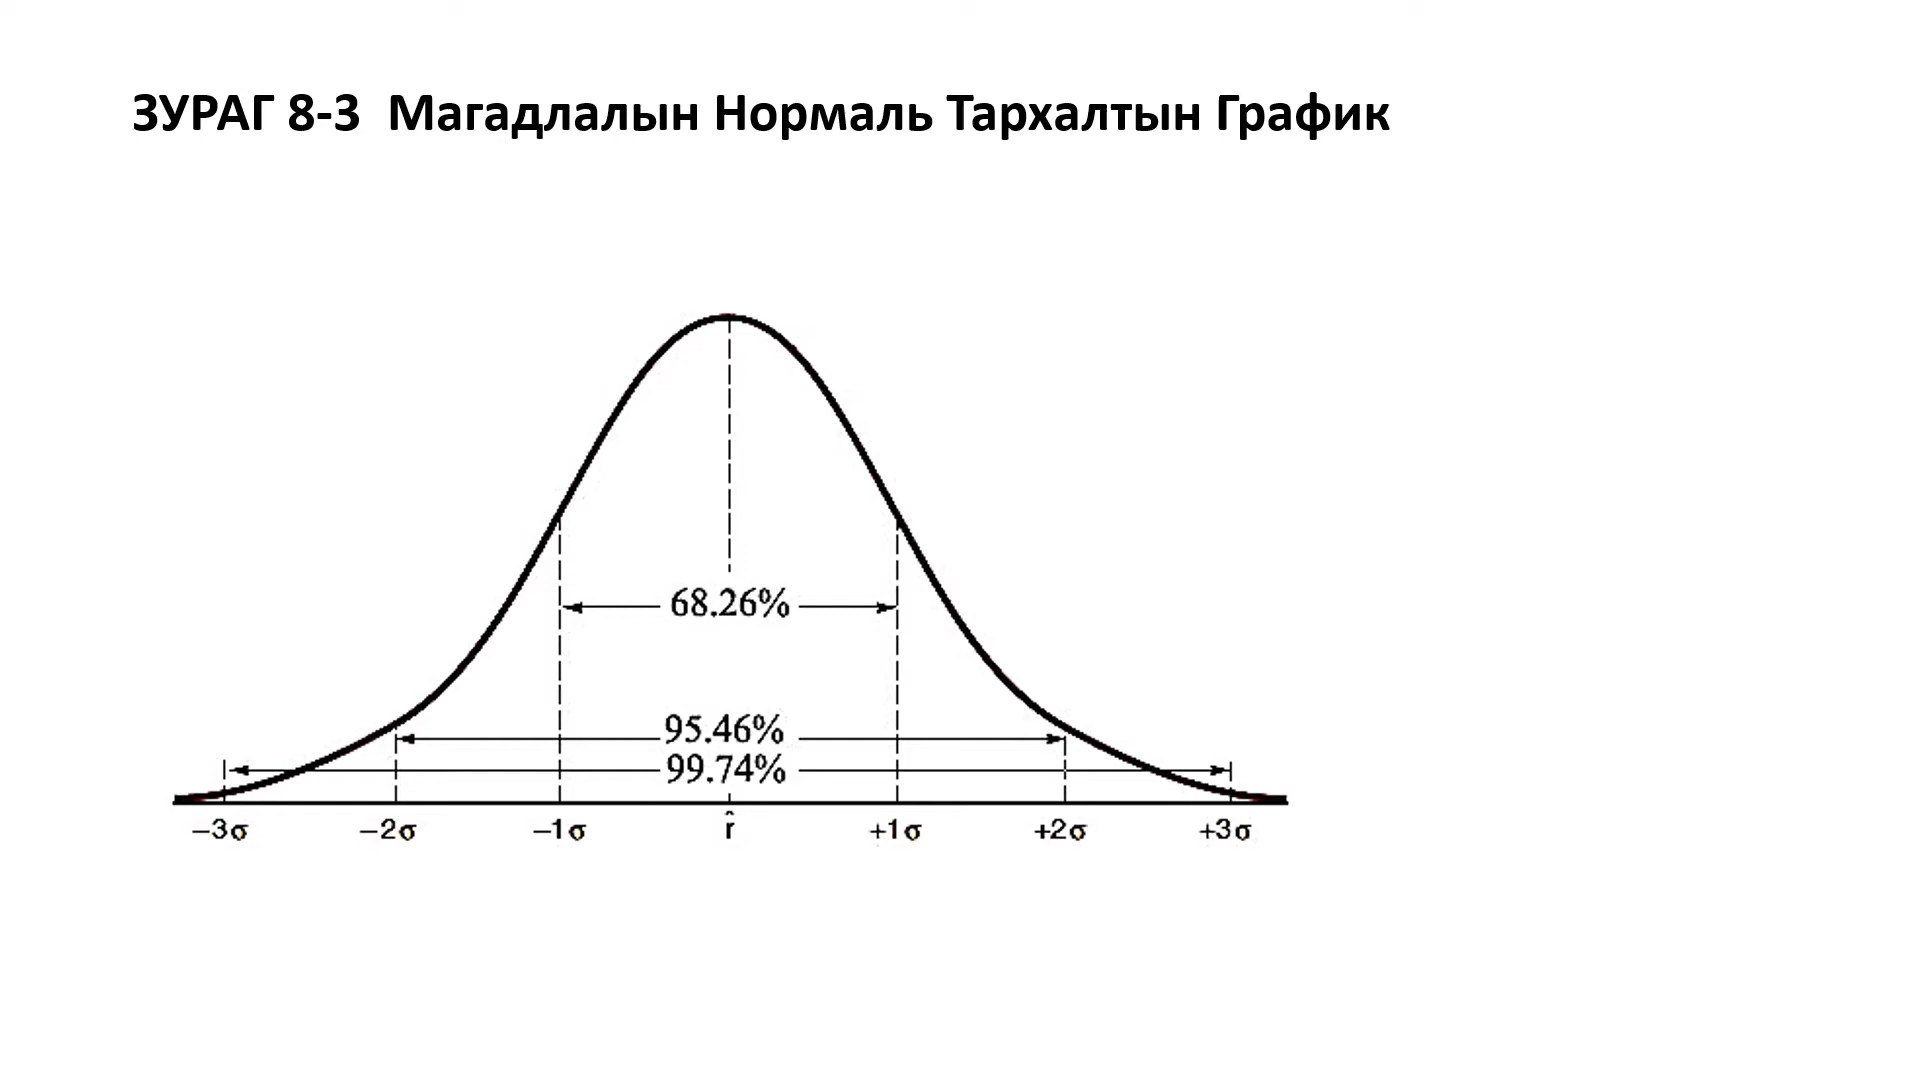 ЗУРАГ 8-3 Магадлалын Нормаль Тархалтын График
68.26%
95.46%
99.74%
−3σ −2σ −1σ r̂ +1σ +2σ +3σ